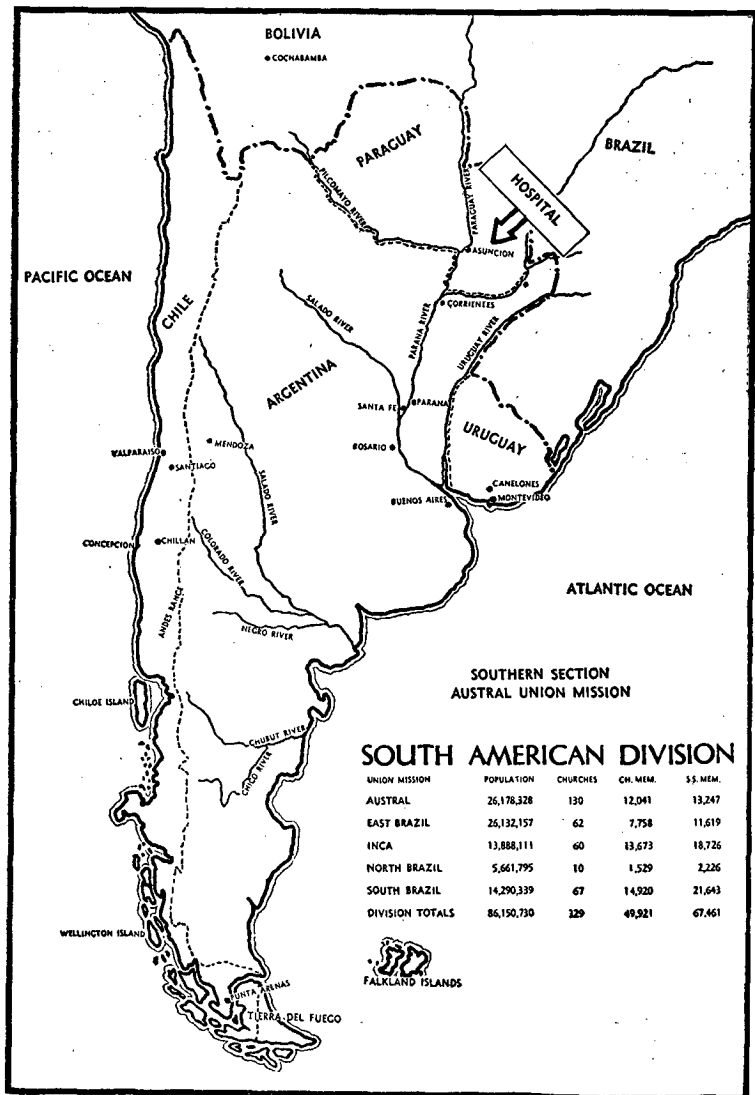 BOLIVIA
COCHABAMBA
PARAGUAY
BRAZIL
PILCOMAYO RIVER
PARAGUAY RIVER
HOSPITAL
ASUNCION
PACIFIC OCEAN
CHILE
SALADO RIVER
CORRIENTES
PARANA RIVER
URUGUAY RIVER
ARGENTINA
SANTA FE
PARANA
URUGUAY
MENDOZA
VALPARAISO
SANTIAGO
ROSARIO
SALADO RIVER
CANELONES
BUENOS AIRES
MONTEVIDEO
CONCEPCION
CHILLAN
COLORADO RIVER
ATLANTIC OCEAN
ANDES RANGE
NEGRO RIVER
SOUTHERN SECTION
AUSTRAL UNION MISSION
CHILOE ISLAND
CHUBUT RIVER
CHICO RIVER
SOUTH AMERICAN DIVISION
UNION MISSION POPULATION CHURCHES CH. MEM. S.S. MEM.
AUSTRAL 26,178,328 130 12,041 13,247
EAST BRAZIL 26,132,157 62 7,758 11,619
INCA 13,888,111 60 13,673 18,726
NORTH BRAZIL 5,661,795 10 1,529 2,226
SOUTH BRAZIL 14,290,339 67 14,920 21,643
DIVISION TOTALS 86,150,730 329 49,921 67,461
WELLINGTON ISLAND
FALKLAND ISLANDS
PUNTA ARENAS
TIERRA DEL FUEGO